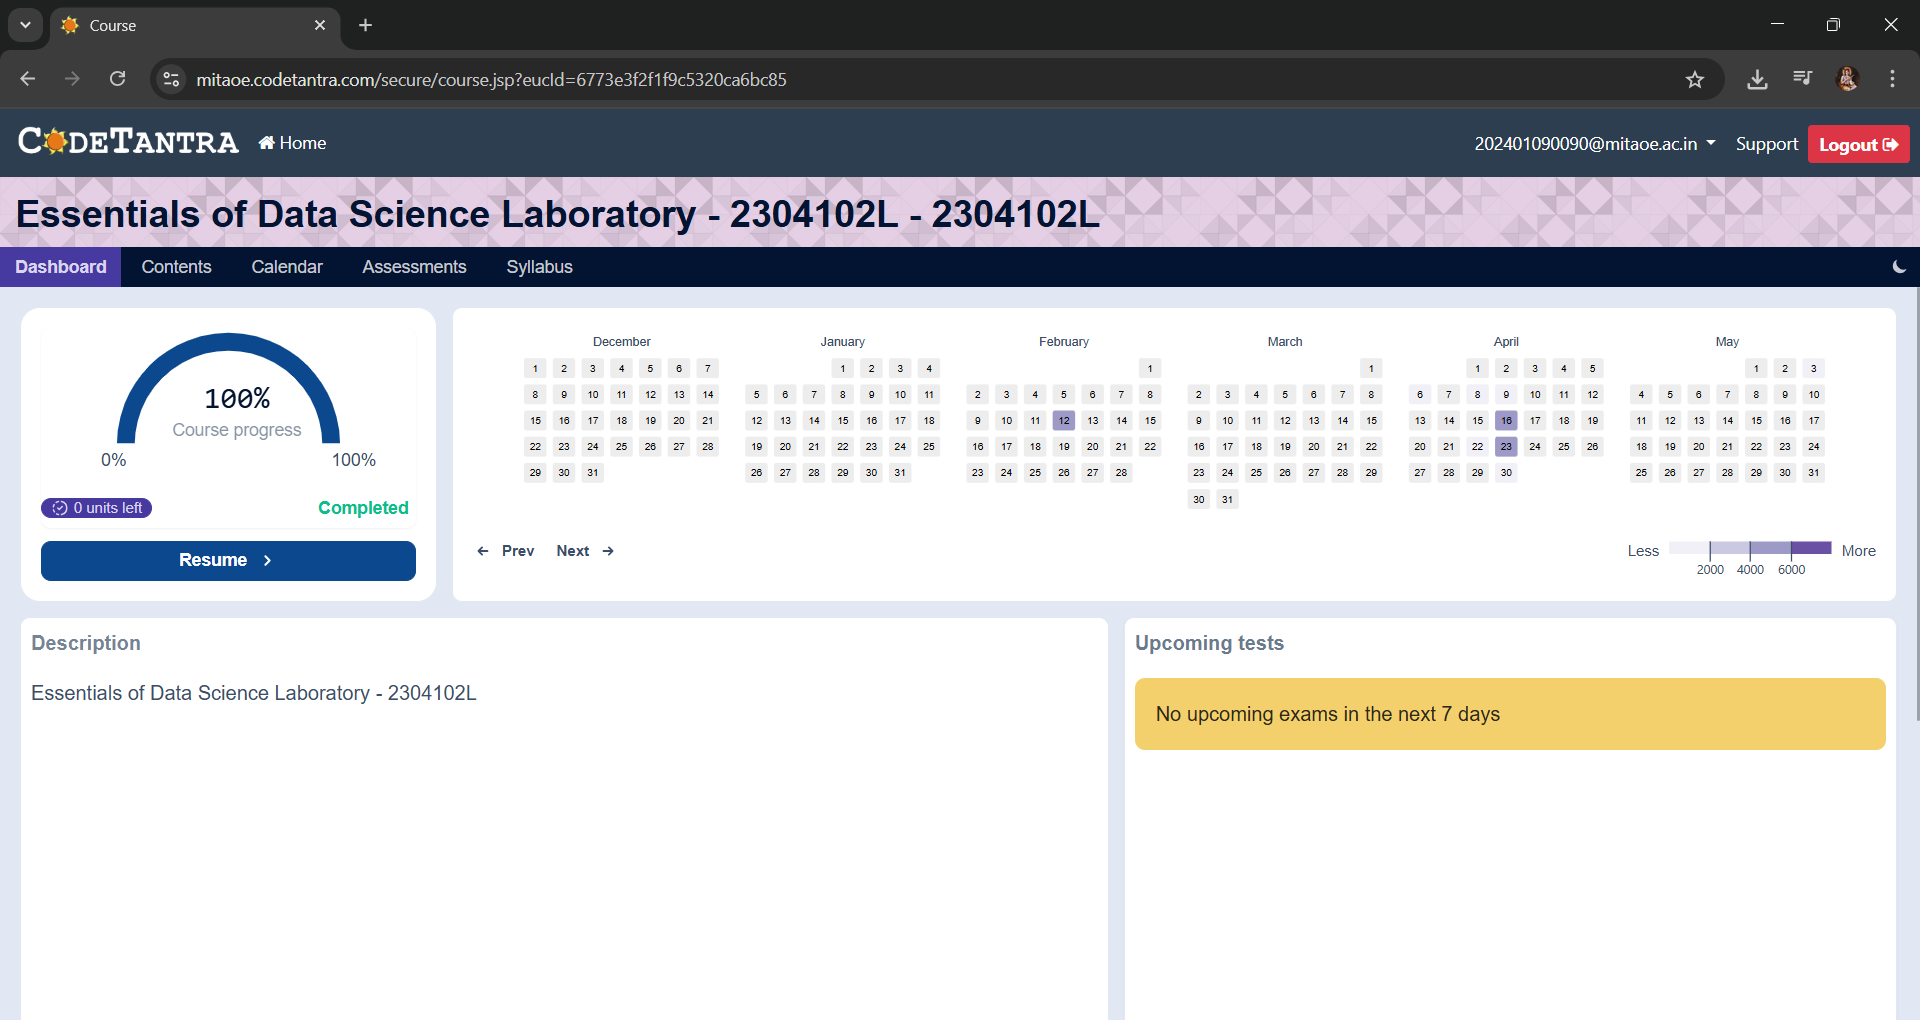 Course
mitaoe.codetantra.com/secure/course.jsp?eucId=6773e3f2f1f9c5320ca6bc85
CODETANTRA Home 202401090090@mitaoe.ac.in Support Logout
Essentials of Data Science Laboratory - 2304102L - 2304102L
Dashboard Contents Calendar Assessments Syllabus
100%
Course progress
0% 100%
0 units left Completed
Resume
December January February March April May
1 2 3 4 5 6 7 1 2 3 4 1 1 1 2 3 4 5 1 2 3
8 9 10 11 12 13 14 5 6 7 8 9 10 11 2 3 4 5 6 7 8 2 3 4 5 6 7 8 6 7 8 9 10 11 12 4 5 6 7 8 9 10
15 16 17 18 19 20 21 12 13 14 15 16 17 18 9 10 11 12 13 14 15 9 10 11 12 13 14 15 13 14 15 16 17 18 19 11 12 13 14 15 16 17
22 23 24 25 26 27 28 19 20 21 22 23 24 25 16 17 18 19 20 21 22 16 17 18 19 20 21 22 20 21 22 23 24 25 26 18 19 20 21 22 23 24
29 30 31 26 27 28 29 30 31 23 24 25 26 27 28 23 24 25 26 27 28 29 27 28 29 30 25 26 27 28 29 30 31
30 31
Prev Next Less More
2000 4000 6000
Description
Essentials of Data Science Laboratory - 2304102L
Upcoming tests
No upcoming exams in the next 7 days